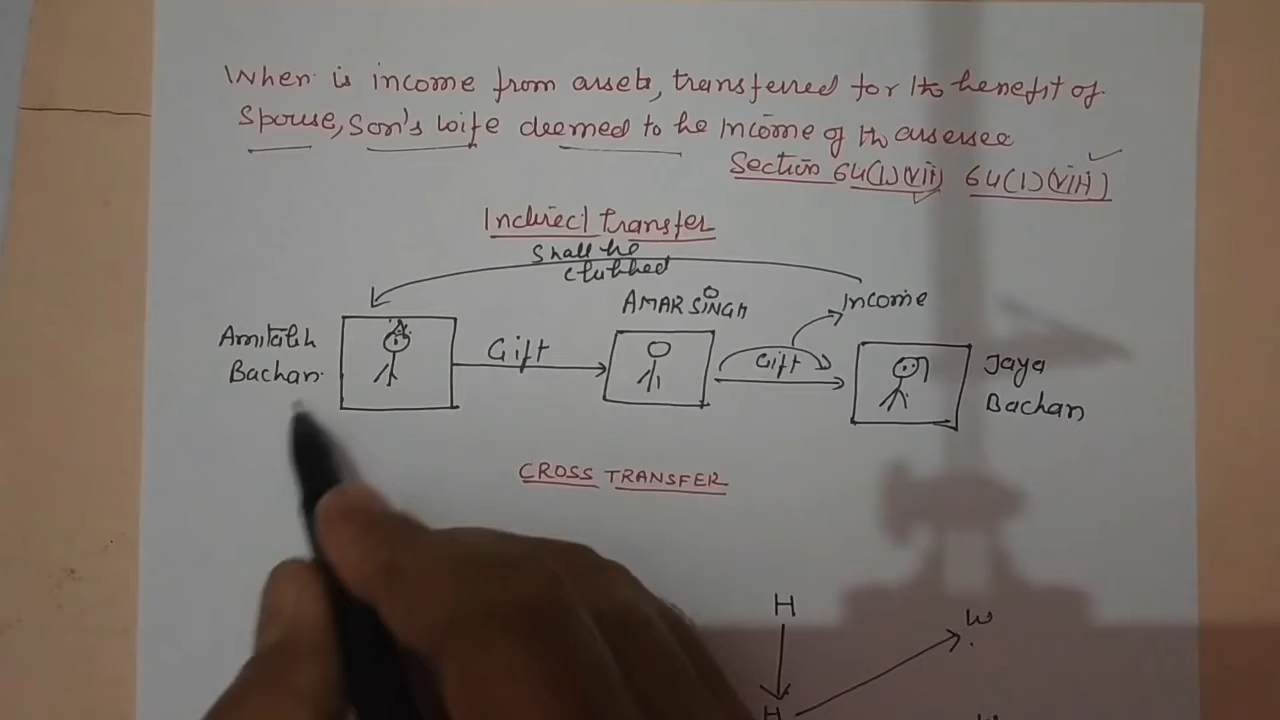 When is income from assets, transferred for the benefit of
Spouse, Son's wife deemed to be income of the assessee
Section 64(1)(vii) 64(1)(viii)
Indirect transfer
Shall be
clubbed
AMAR SINGH
Income
Amitabh
Bachan
Gift
Gift
Jaya
Bachan
CROSS TRANSFER
H
W
H